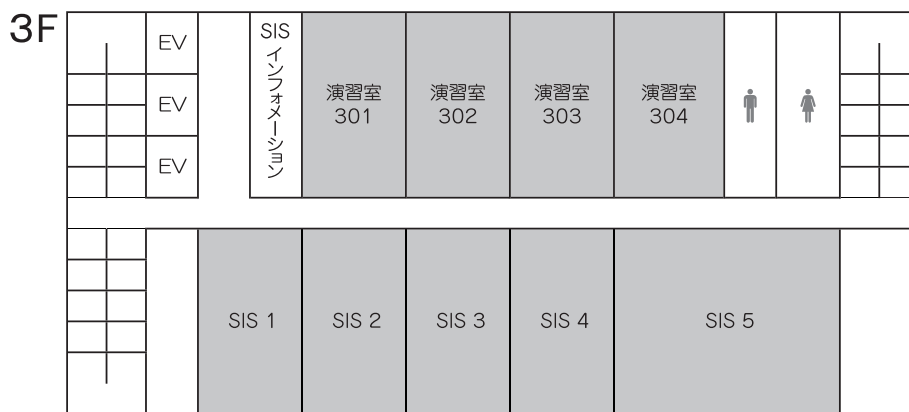 3F
EV
EV
EV
SIS
インフォメーション
演習室
301
演習室
302
演習室
303
演習室
304
SIS 1
SIS 2
SIS 3
SIS 4
SIS 5